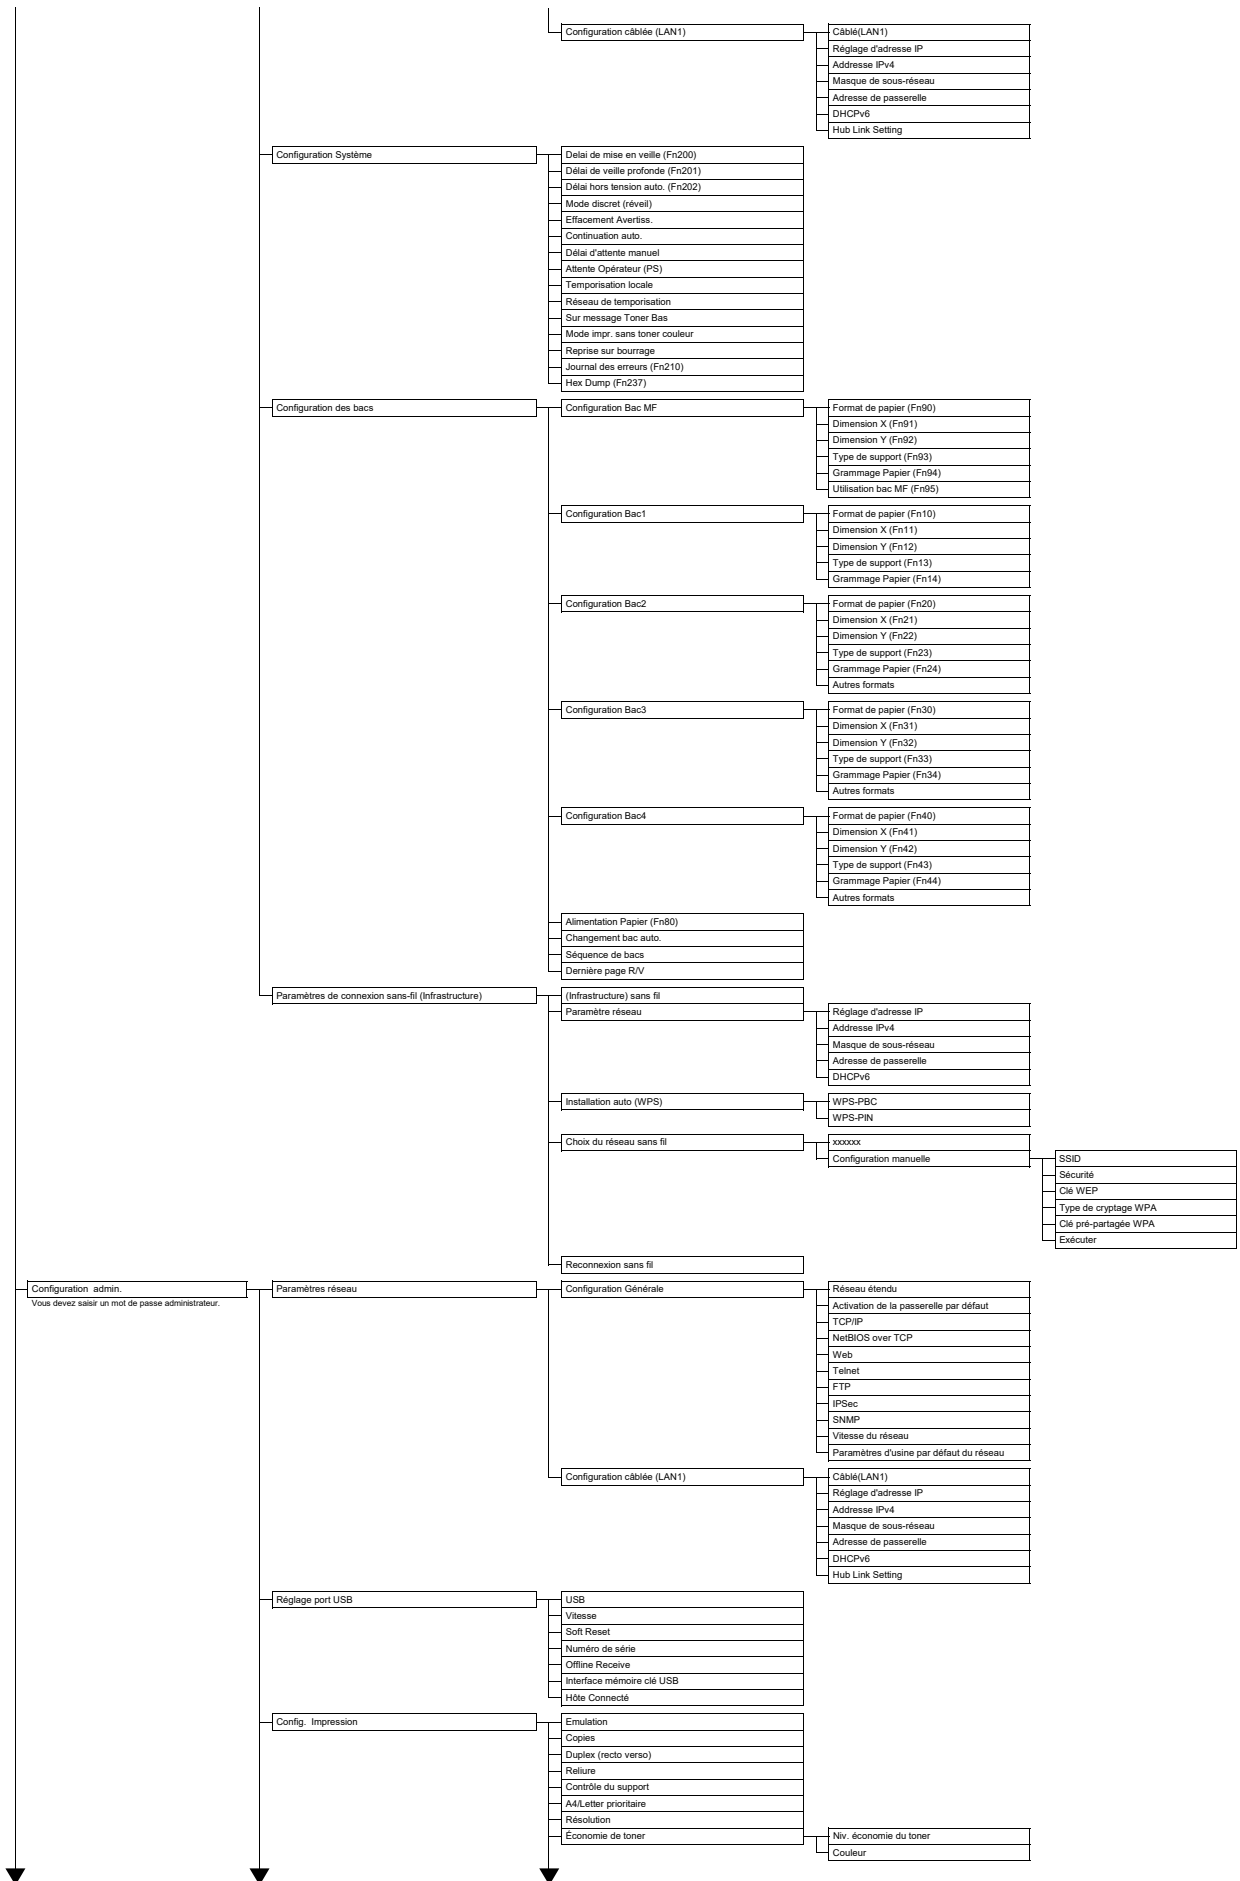 Configuration câblée (LAN1)
Câblé(LAN1)
Réglage d'adresse IP
Addresse IPv4
Masque de sous-réseau
Adresse de passerelle
DHCPv6
Hub Link Setting
Configuration Système
Delai de mise en veille (Fn200)
Délai de veille profonde (Fn201)
Délai hors tension auto. (Fn202)
Mode discret (réveil)
Effacement Avertiss.
Continuation auto.
Délai d'attente manuel
Attente Opérateur (PS)
Temporisation locale
Réseau de temporisation
Sur message Toner Bas
Mode impr. sans toner couleur
Reprise sur bourrage
Journal des erreurs (Fn210)
Hex Dump (Fn237)
Configuration des bacs
Configuration Bac MF
Format de papier (Fn90)
Dimension X (Fn91)
Dimension Y (Fn92)
Type de support (Fn93)
Grammage Papier (Fn94)
Utilisation bac MF (Fn95)
Configuration Bac1
Format de papier (Fn10)
Dimension X (Fn11)
Dimension Y (Fn12)
Type de support (Fn13)
Grammage Papier (Fn14)
Configuration Bac2
Format de papier (Fn20)
Dimension X (Fn21)
Dimension Y (Fn22)
Type de support (Fn23)
Grammage Papier (Fn24)
Autres formats
Configuration Bac3
Format de papier (Fn30)
Dimension X (Fn31)
Dimension Y (Fn32)
Type de support (Fn33)
Grammage Papier (Fn34)
Autres formats
Configuration Bac4
Format de papier (Fn40)
Dimension X (Fn41)
Dimension Y (Fn42)
Type de support (Fn43)
Grammage Papier (Fn44)
Autres formats
Alimentation Papier (Fn80)
Changement bac auto.
Séquence de bacs
Dernière page R/V
Paramètres de connexion sans-fil (Infrastructure)
(Infrastructure) sans fil
Paramètre réseau
Réglage d'adresse IP
Addresse IPv4
Masque de sous-réseau
Adresse de passerelle
DHCPv6
Installation auto (WPS)
WPS-PBC
WPS-PIN
Choix du réseau sans fil
xxxxxx
Configuration manuelle
SSID
Sécurité
Clé WEP
Type de cryptage WPA
Clé pré-partagée WPA
Exécuter
Reconnexion sans fil
Configuration  admin.
Vous devez saisir un mot de passe administrateur.
Paramètres réseau
Configuration Générale
Réseau étendu
Activation de la passerelle par défaut
TCP/IP
NetBIOS over TCP
Web
Telnet
FTP
IPSec
SNMP
Vitesse du réseau
Paramètres d'usine par défaut du réseau
Configuration câblée (LAN1)
Câblé(LAN1)
Réglage d'adresse IP
Addresse IPv4
Masque de sous-réseau
Adresse de passerelle
DHCPv6
Hub Link Setting
Réglage port USB
USB
Vitesse
Soft Reset
Numéro de série
Offline Receive
Interface mémoire clé USB
Hôte Connecté
Config.  Impression
Emulation
Copies
Duplex (recto verso)
Reliure
Contrôle du support
A4/Letter prioritaire
Résolution
Économie de toner
Niv. économie du toner
Couleur